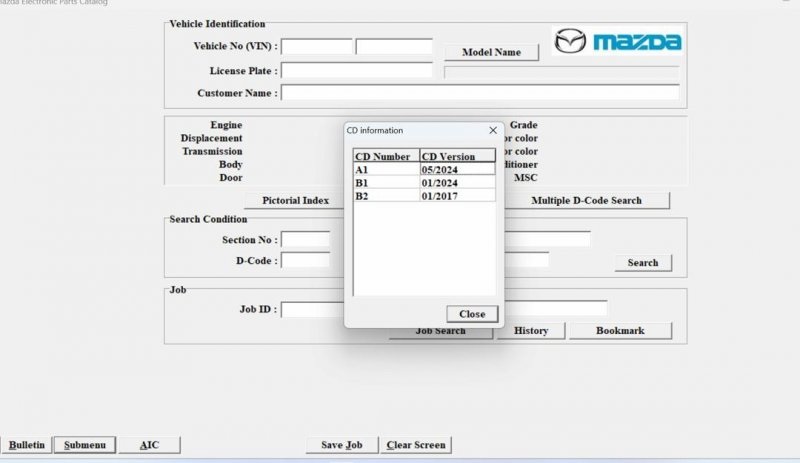 Mazda Electronic Parts Catalog
Vehicle Identification
Vehicle No (VIN) :
Model Name
mazda
License Plate :
Customer Name :
Engine
Displacement
Transmission
Body
Door
Grade
or color
or color
ditioner
MSC
Pictorial Index
Multiple D-Code Search
Search Condition
Section No :
D-Code :
Search
Job
Job ID :
Job Search
History
Bookmark
CD information
CD Number CD Version
A1 05/2024
B1 01/2024
B2 01/2017
Close
Bulletin
Submenu
AIC
Save Job
Clear Screen